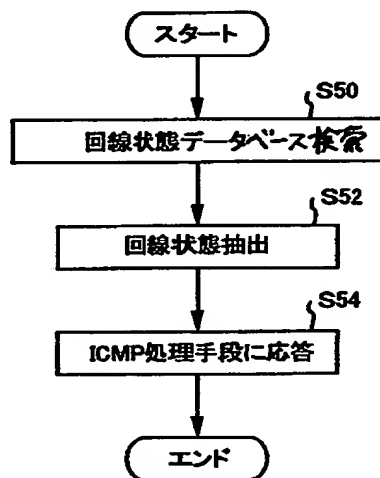 スタート
S50
回線状態データベース検索
S52
回線状態抽出
S54
ICMP処理手段に応答
エンド